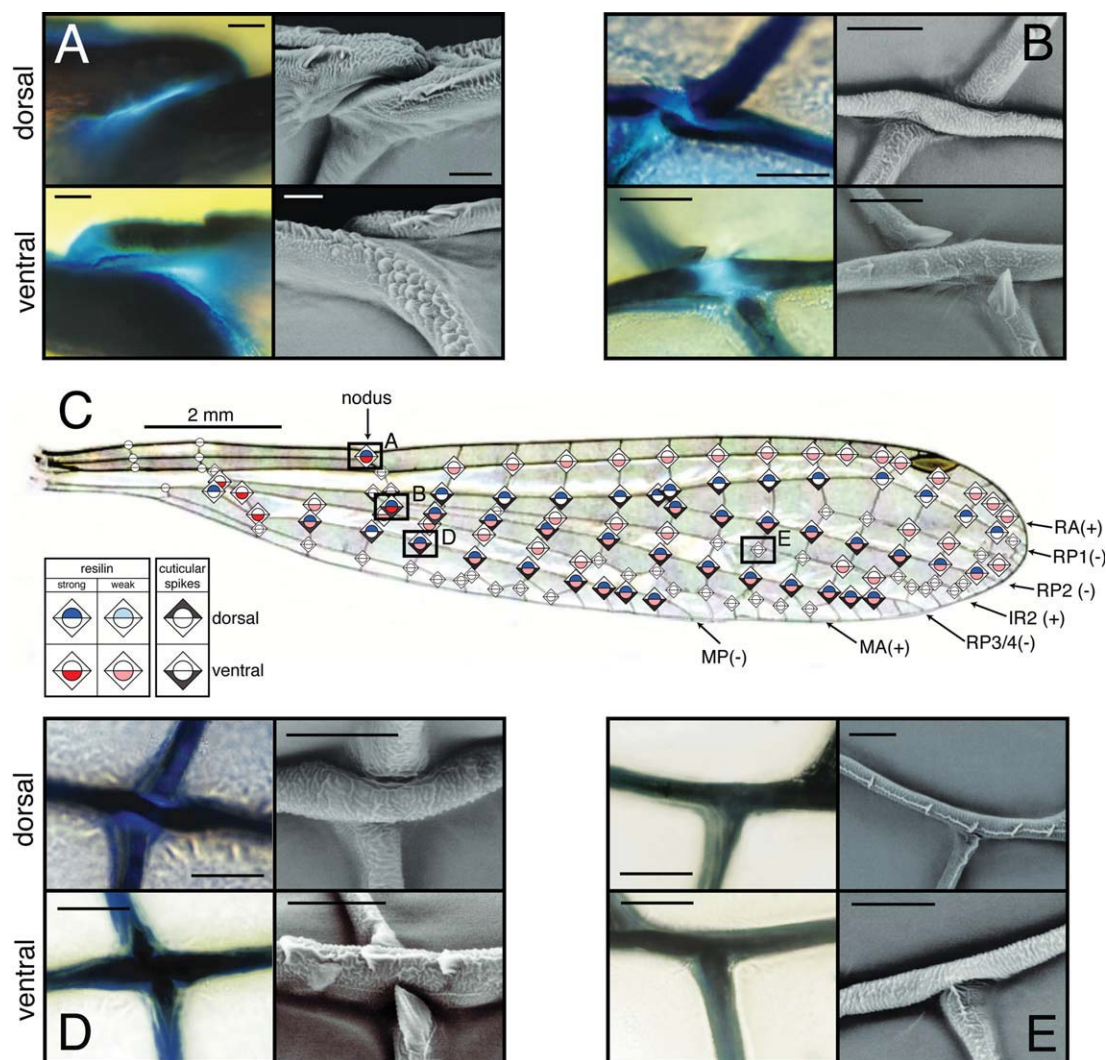 A
dorsal
ventral
B
C
2 mm
nodus
A
B
D
E
RA(+)
RP1(-)
RP2 (-)
IR2 (+)
RP3/4(-)
MA(+)
MP(-)
resilin
strong weak
cuticular
spikes
dorsal
ventral
dorsal
ventral
D
E